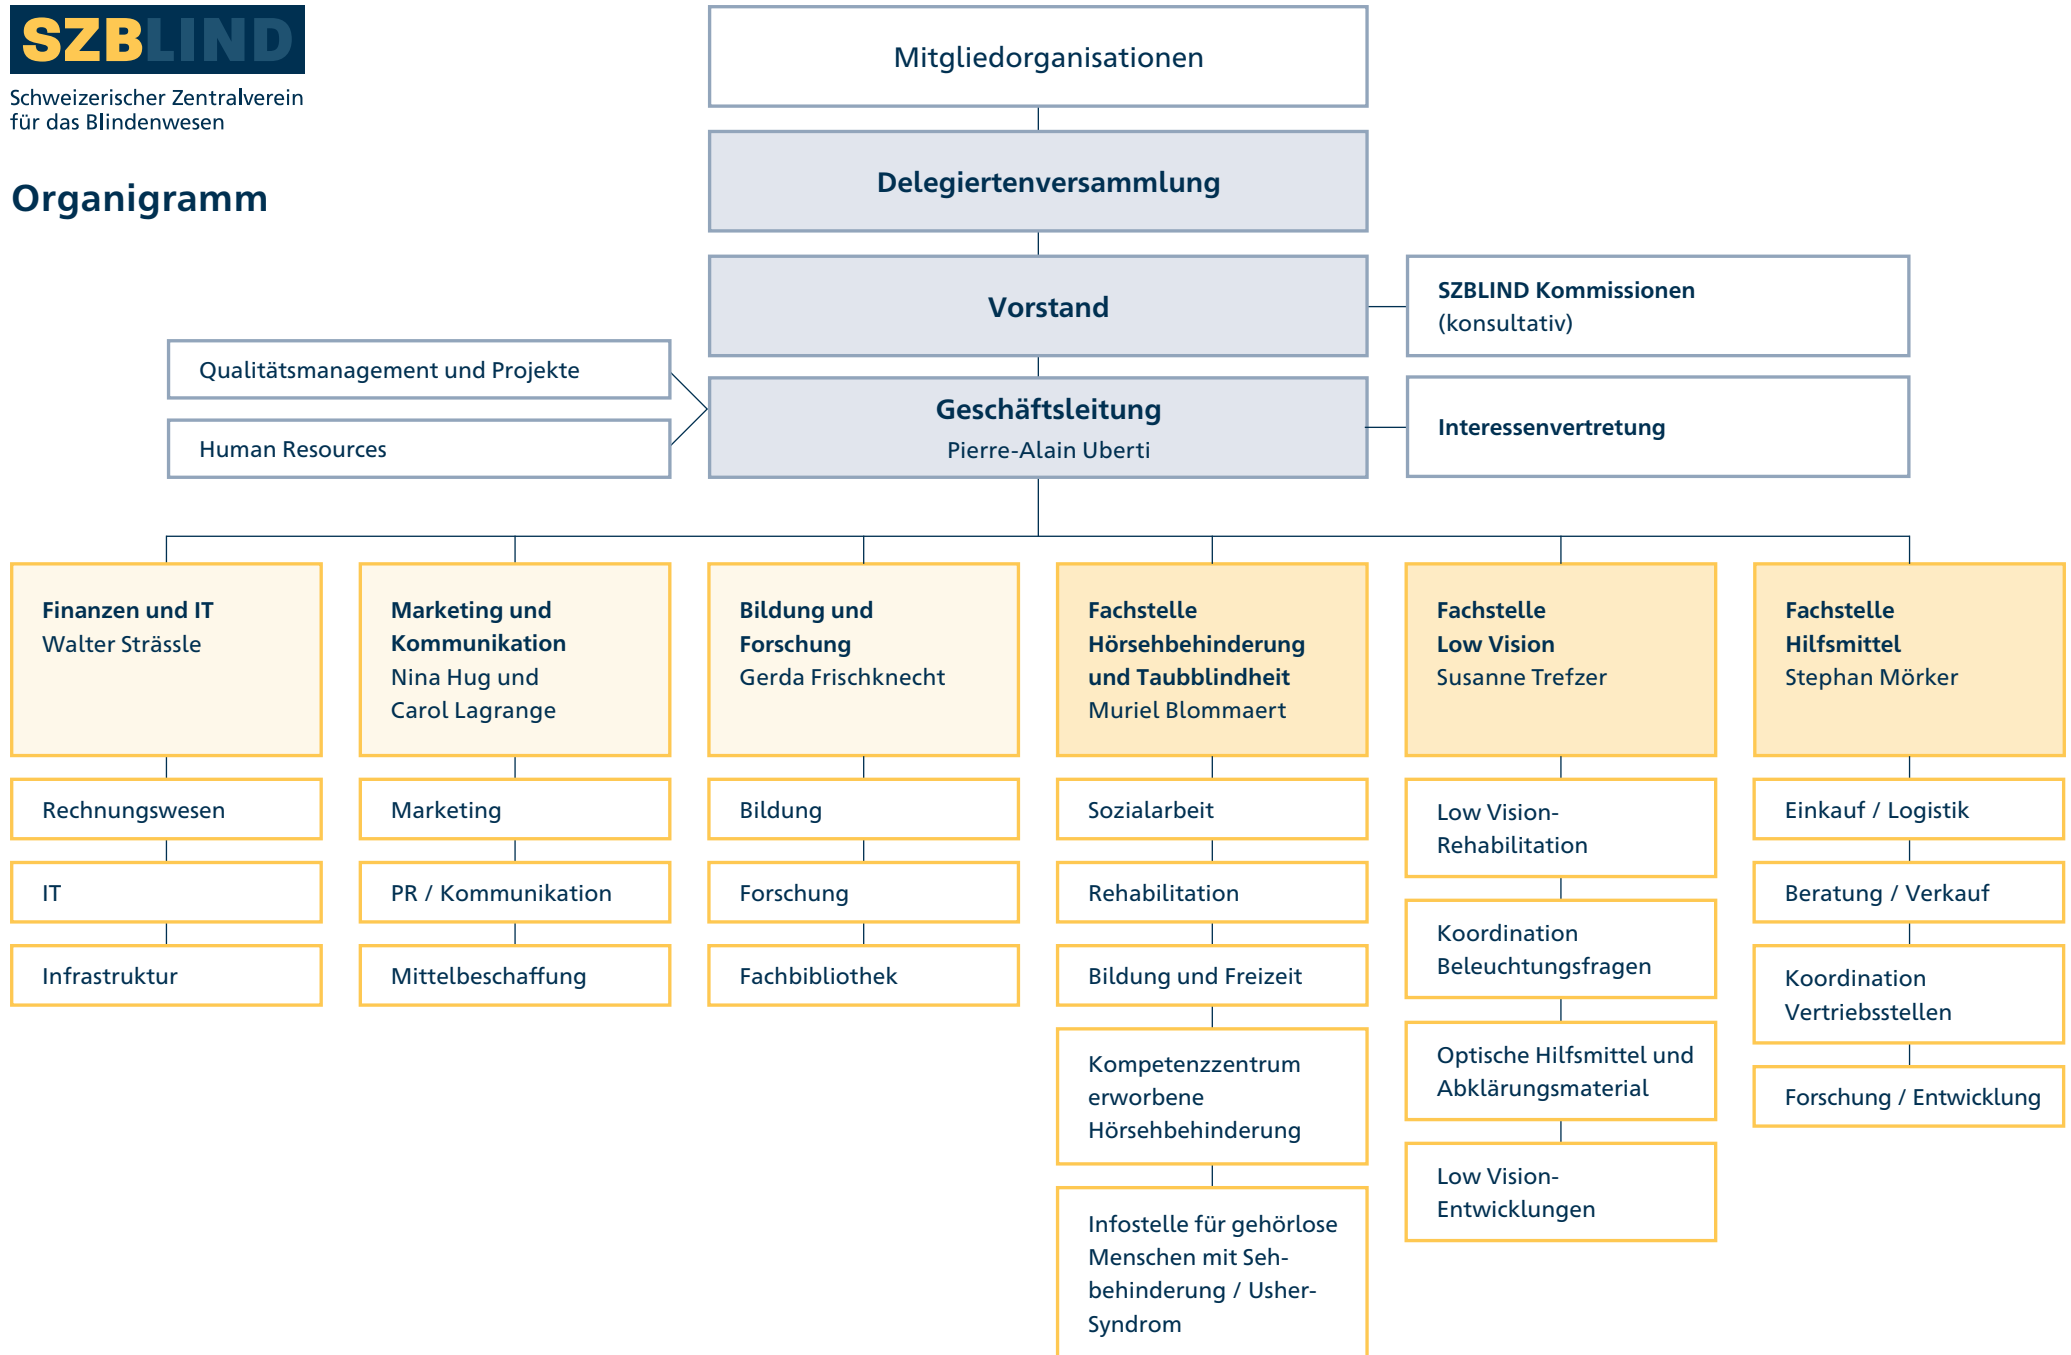 SZBLIND
Schweizerischer Zentralverein
für das Blindenwesen
Organigramm
Mitgliedorganisationen
Delegiertenversammlung
Vorstand
SZBLIND Kommissionen
(konsultativ)
Qualitätsmanagement und Projekte
Human Resources
Geschäftsleitung
Pierre-Alain Uberti
Interessenvertretung
Finanzen und IT
Walter Strässle
Rechnungswesen
IT
Infrastruktur
Marketing und
Kommunikation
Nina Hug und
Carol Lagrange
Marketing
PR / Kommunikation
Mittelbeschaffung
Bildung und
Forschung
Gerda Frischknecht
Bildung
Forschung
Fachbibliothek
Fachstelle
Hörsehbehinderung
und Taubblindheit
Muriel Blommaert
Sozialarbeit
Rehabilitation
Bildung und Freizeit
Kompetenzzentrum
erworbene
Hörsehbehinderung
Infostelle für gehörlose
Menschen mit Seh-
behinderung / Usher-
Syndrom
Fachstelle
Low Vision
Susanne Trefzer
Low Vision-
Rehabilitation
Koordination
Beleuchtungsfragen
Optische Hilfsmittel und
Abklärungsmaterial
Low Vision-
Entwicklungen
Fachstelle
Hilfsmittel
Stephan Mörker
Einkauf / Logistik
Beratung / Verkauf
Koordination
Vertriebsstellen
Forschung / Entwicklung